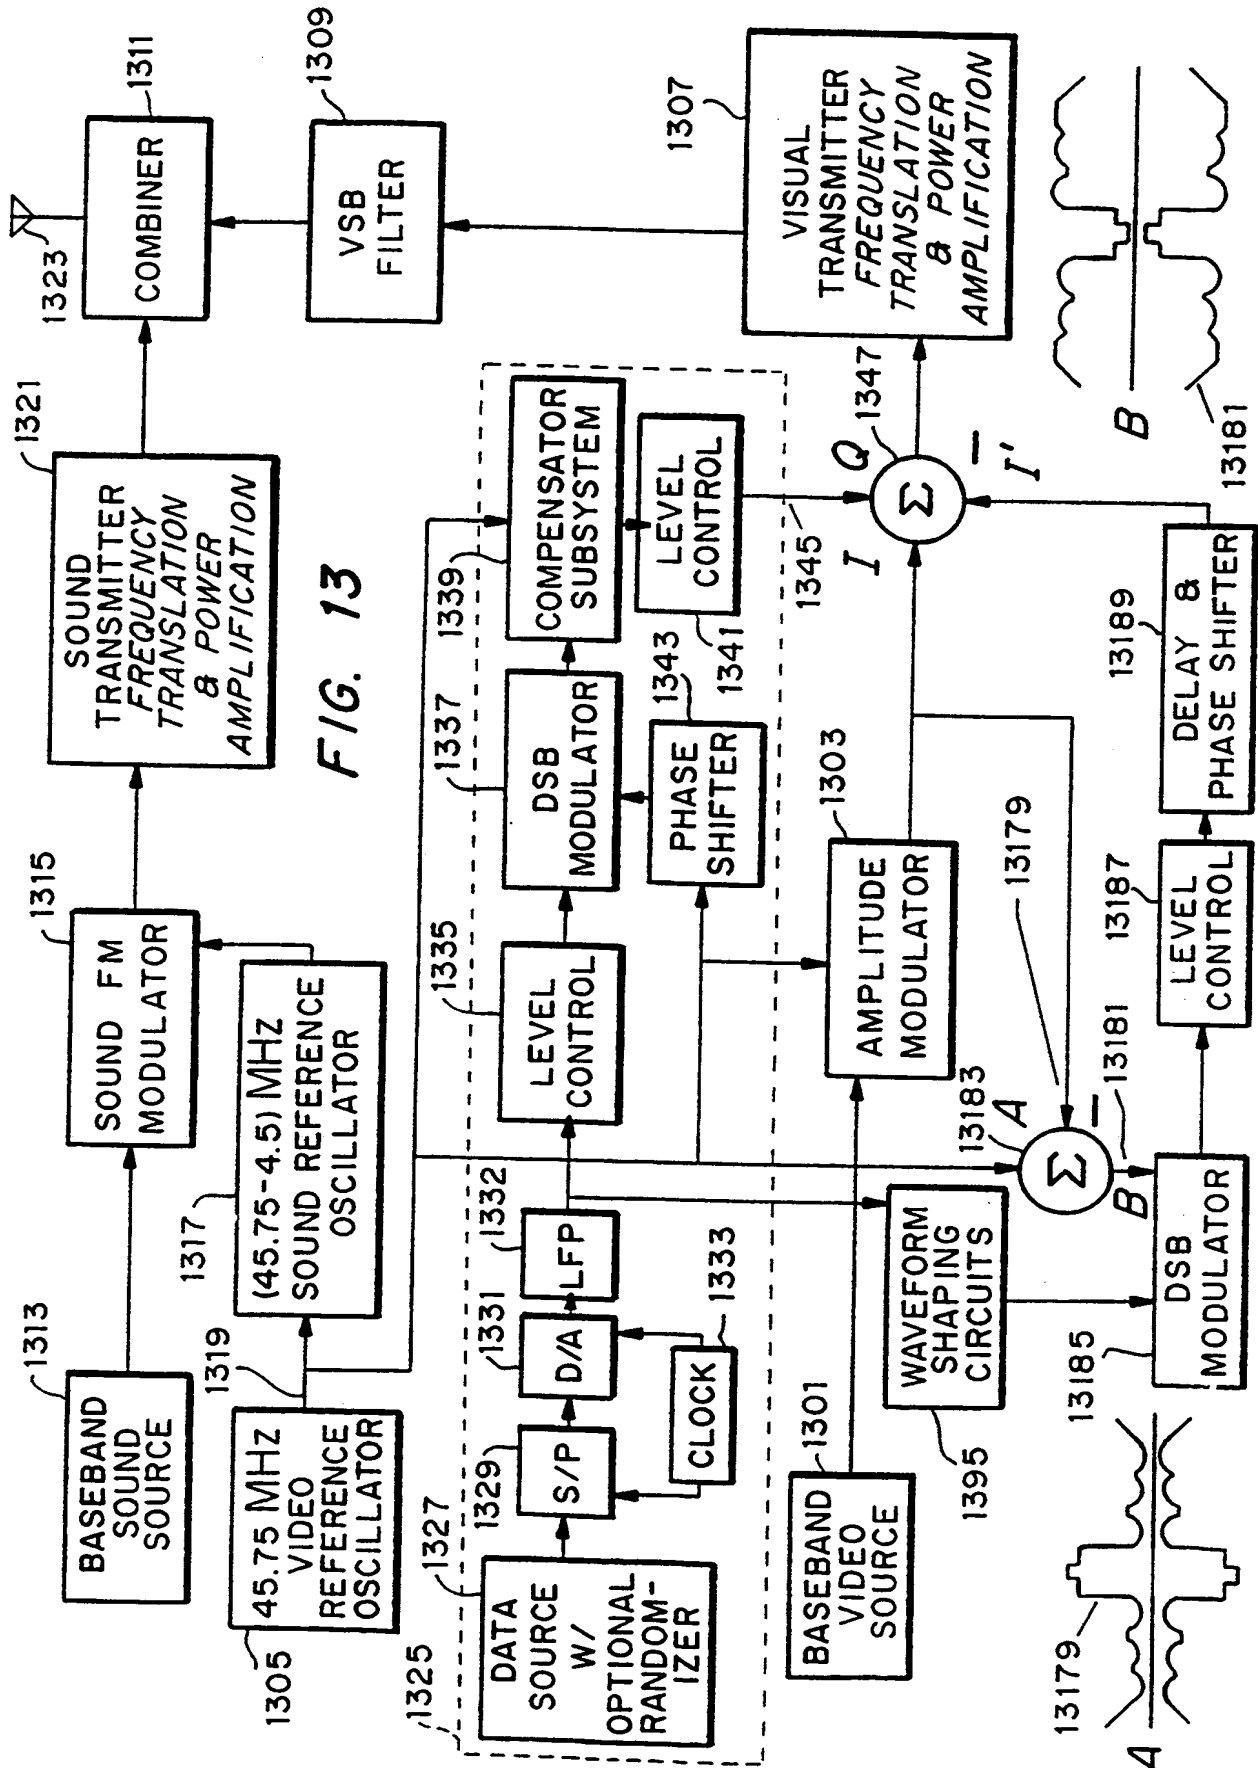 1313
BASEBAND
SOUND
SOURCE
1315
SOUND FM
MODULATOR
1321
SOUND
TRANSMITTER
FREQUENCY
TRANSLATION
& POWER
AMPLIFICATION
1323
1311
COMBINER
1305
45.75 MHZ
VIDEO
REFERENCE
OSCILLATOR
1319
1317
(45.75-4.5) MHZ
SOUND REFERENCE
OSCILLATOR
FIG. 13
1309
VSB
FILTER
1325
1327
DATA
SOURCE
W/
OPTIONAL
RANDOM-
IZER
1329
S/P
1331
D/A
1332
LFP
1333
CLOCK
1335
LEVEL
CONTROL
1337
DSB
MODULATOR
1339
COMPENSATOR
SUBSYSTEM
1343
PHASE
SHIFTER
1341
LEVEL
CONTROL
1345
1307
VISUAL
TRANSMITTER
FREQUENCY
TRANSLATION
& POWER
AMPLIFICATION
1301
BASEBAND
VIDEO
SOURCE
1303
AMPLITUDE
MODULATOR
I
Q
1347
Σ
−
I'
1395
WAVEFORM
SHAPING
CIRCUITS
13183
A
Σ
−
13179
B
13181
13185
DSB
MODULATOR
13187
LEVEL
CONTROL
13189
DELAY &
PHASE SHIFTER
13179
A
B
13181